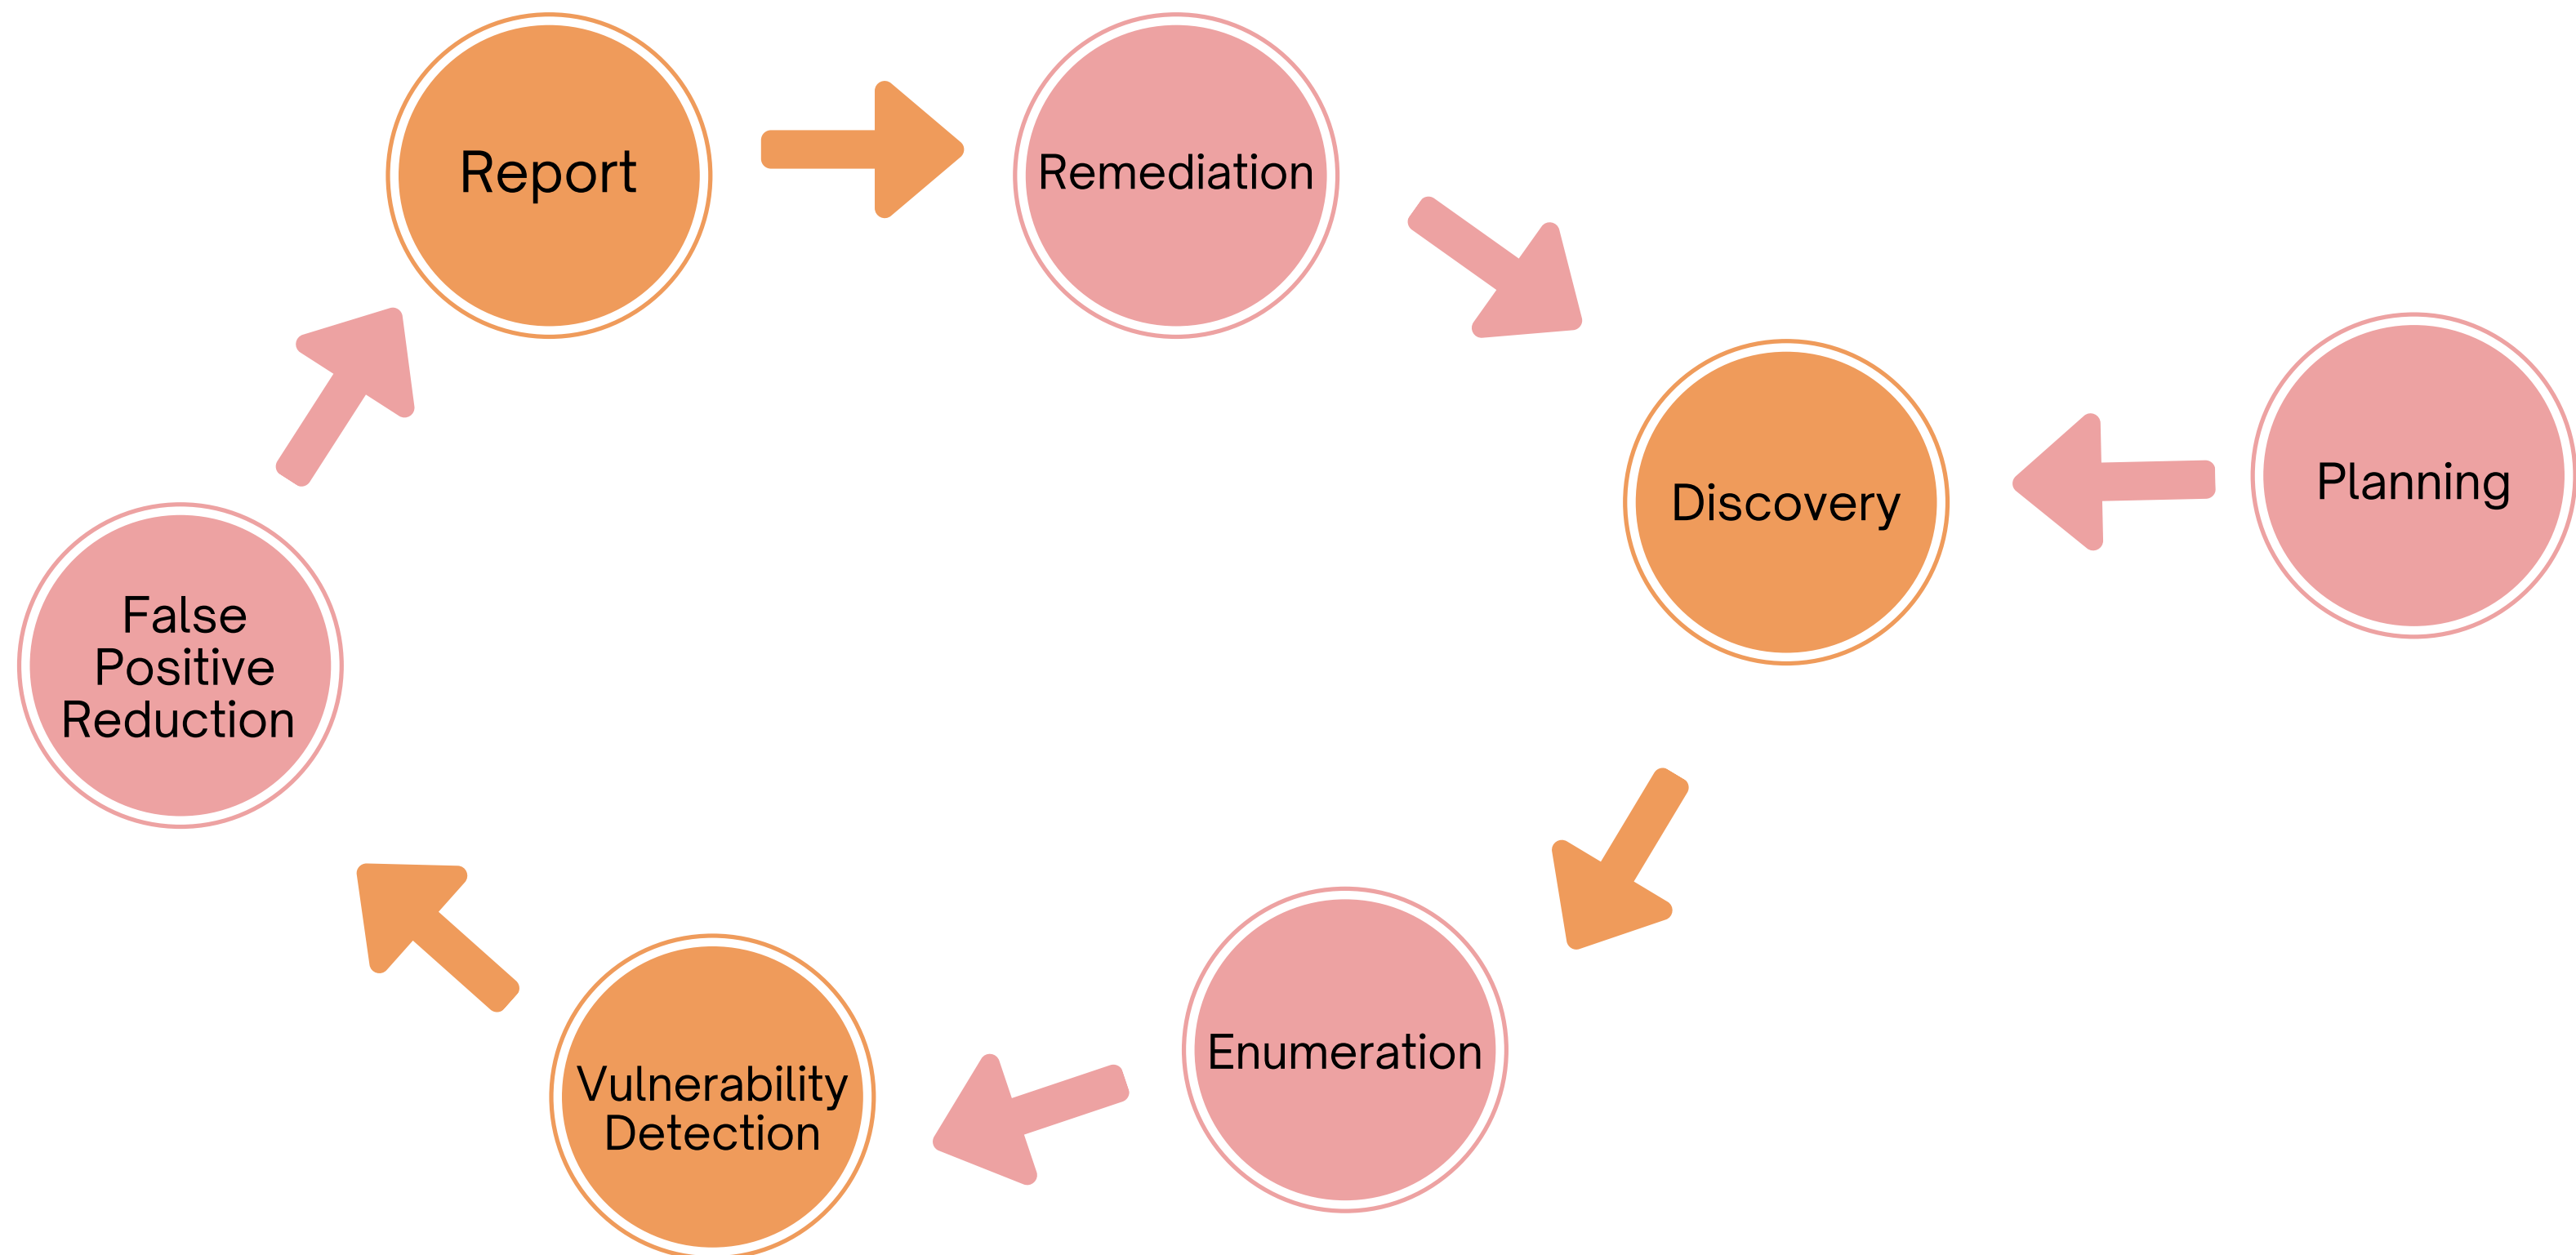 Report
Remediation
Discovery
Planning
False
Positive
Reduction
Enumeration
Vulnerability
Detection